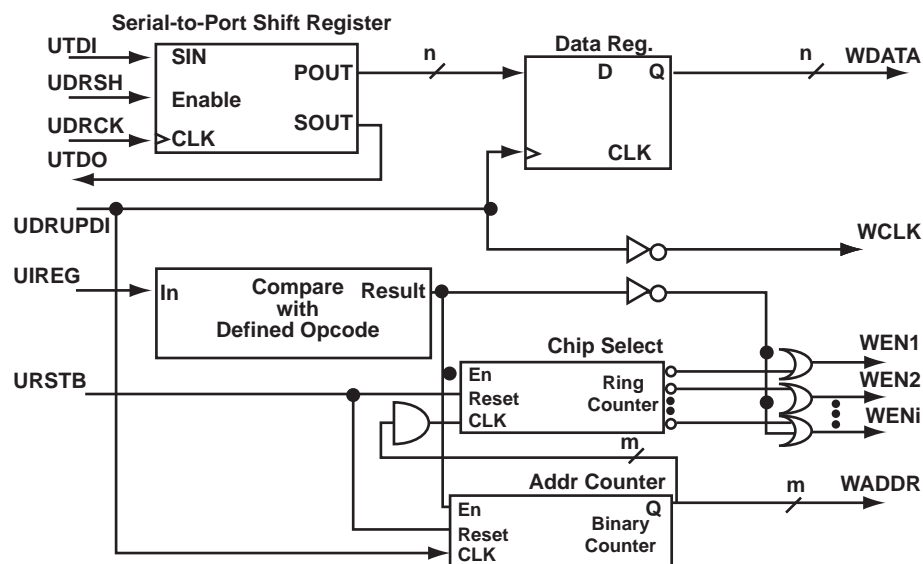 Serial-to-Port Shift Register
UTDI
SIN
UDRSH
Enable
UDRCK
CLK
UTDO
POUT
SOUT
n
Data Reg.
D Q
CLK
n
WDATA
UDRUPDI
WCLK
UIREG
In
Compare
with
Defined Opcode
Result
Chip Select
En
Reset
CLK
Ring
Counter
WEN1
WEN2
WENi
URSTB
m
Addr Counter
En
Reset
CLK
Q
Binary
Counter
m
WADDR